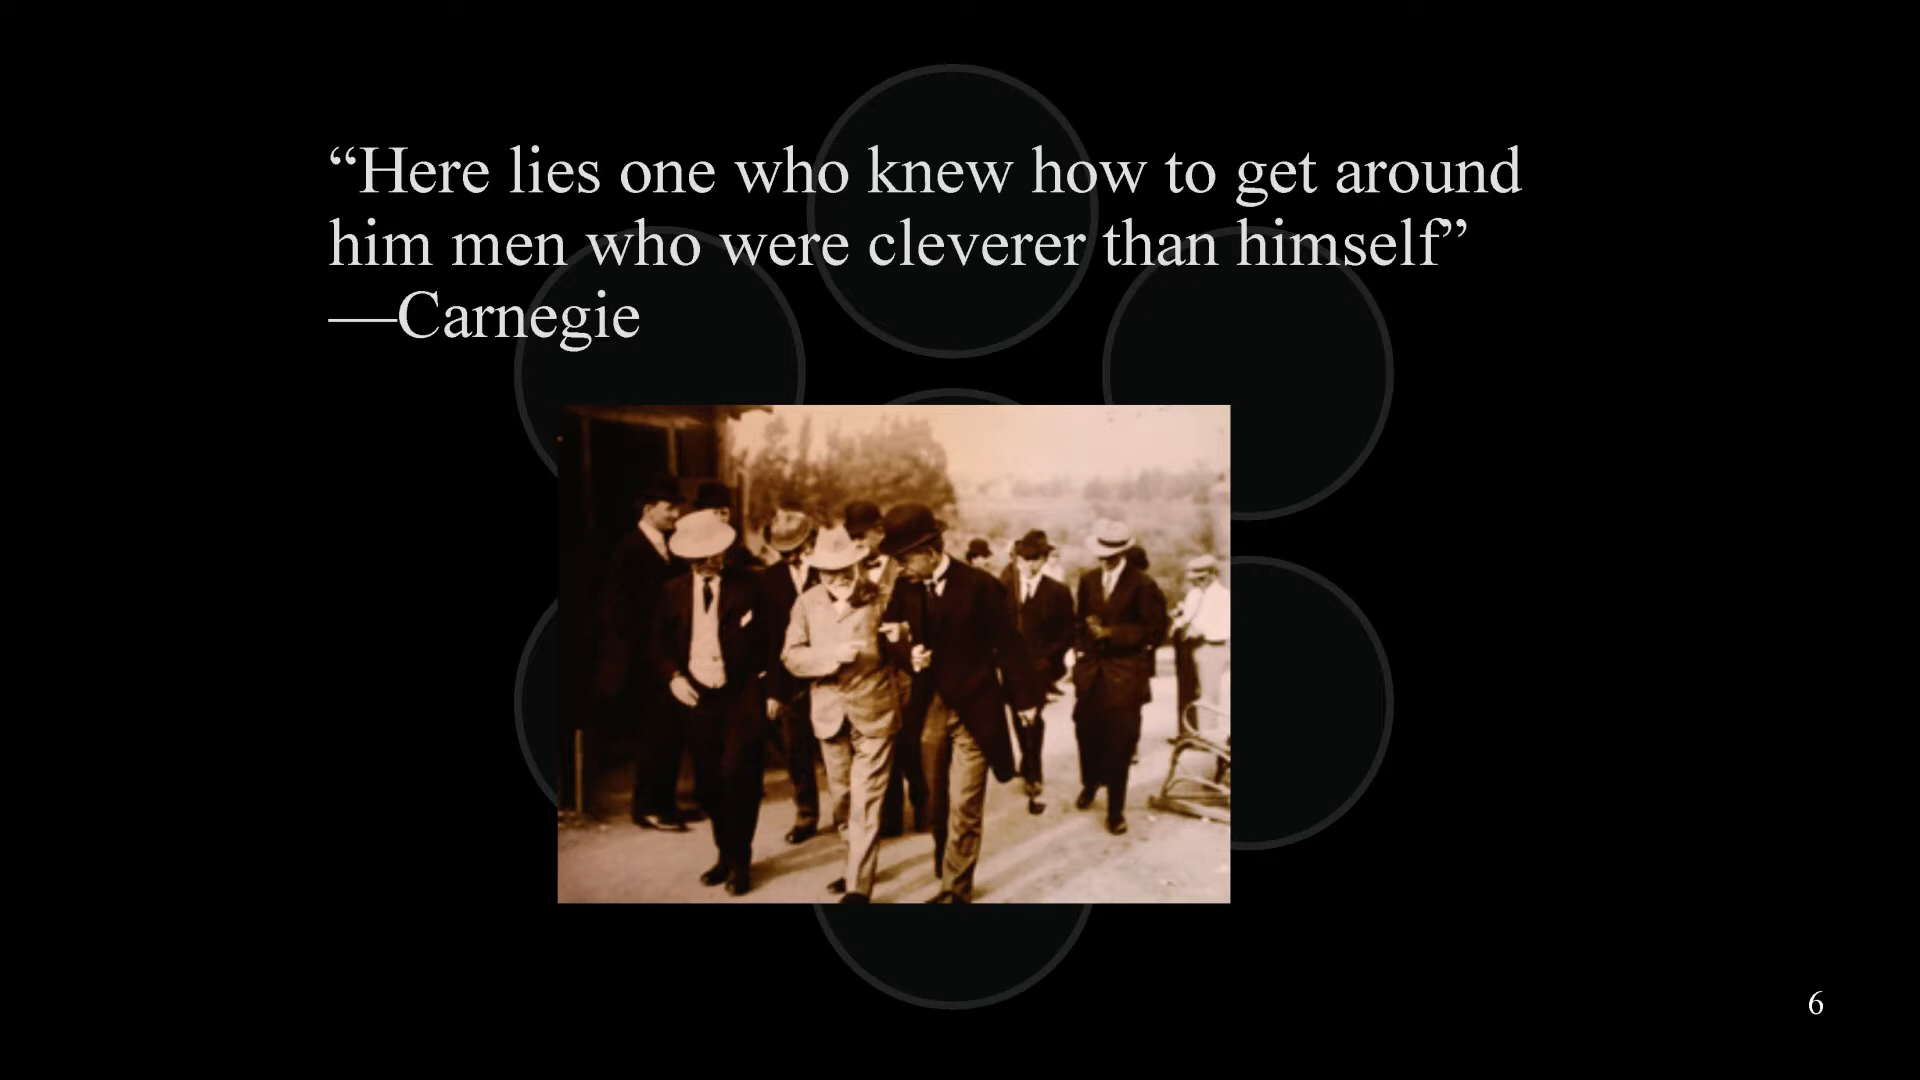 “Here lies one who knew how to get around
him men who were cleverer than himself”
—Carnegie
6